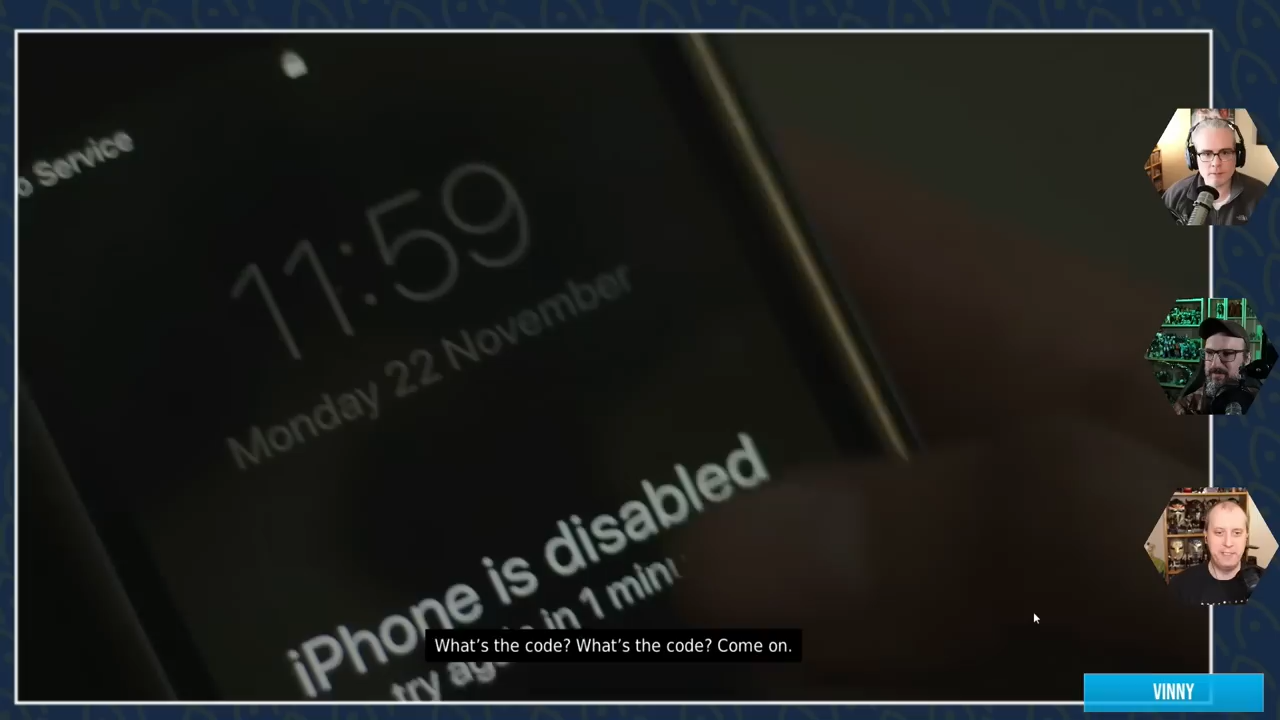 o Service
11:59
Monday 22 November
iPhone is disabled
try in 1
What's the code? What's the code? Come on.
VINNY